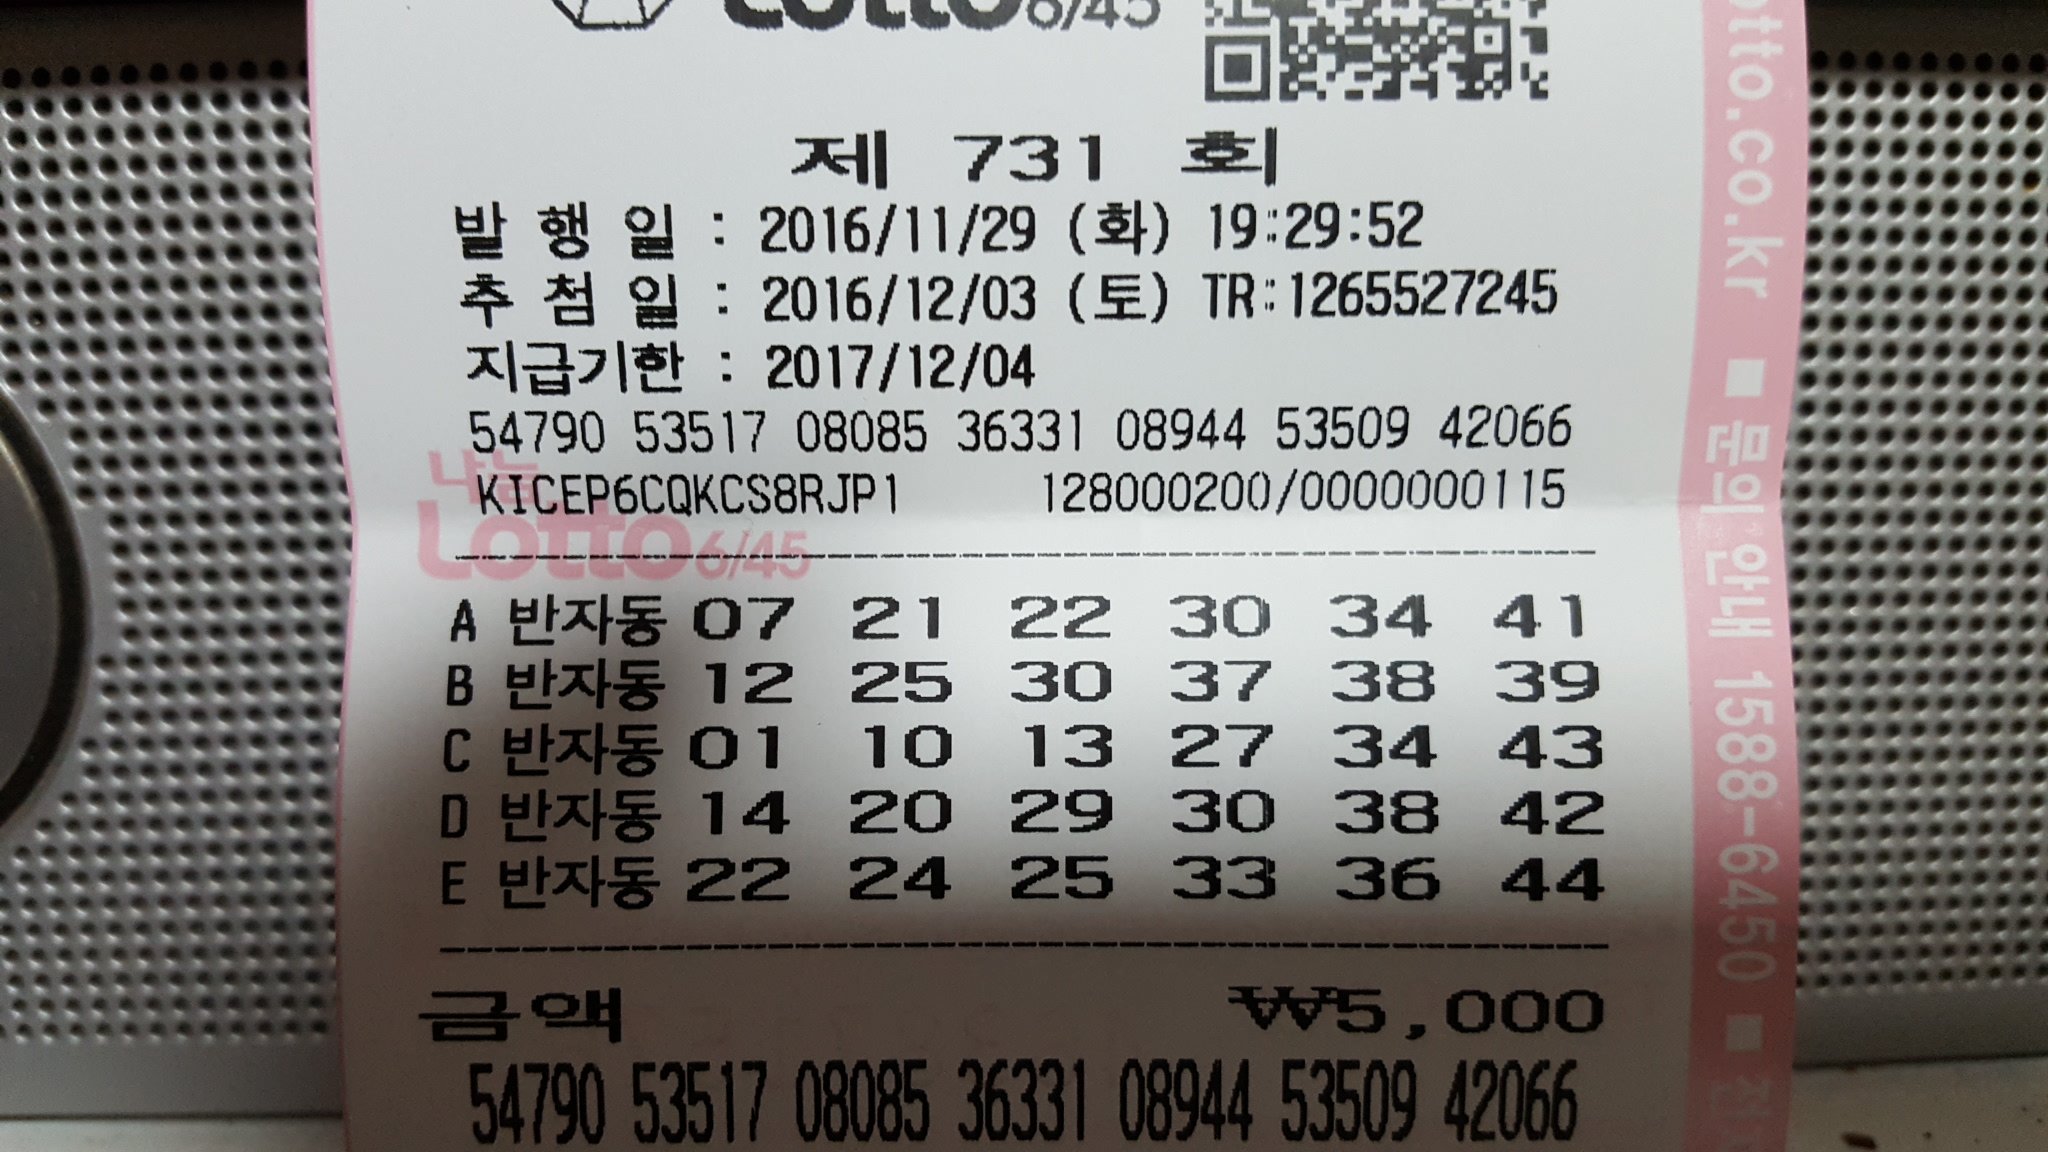 Lotto 6/45
제 731 회
발 행 일 : 2016/11/29 (화) 19:29:52
추 첨 일 : 2016/12/03 (토) TR:1265527245
지급기한 : 2017/12/04
54790 53517 08085 36331 08944 53509 42066
KICEP6CQKCS8RJP1 128000200/0000000115
나눔
Lotto 6/45
A 반자동 07 21 22 30 34 41
B 반자동 12 25 30 37 38 39
C 반자동 01 10 13 27 34 43
D 반자동 14 20 29 30 38 42
E 반자동 22 24 25 33 36 44
금액 ₩5,000
54790 53517 08085 36331 08944 53509 42066
otto.co.kr ■ 문의 안내 1588-6450 ■